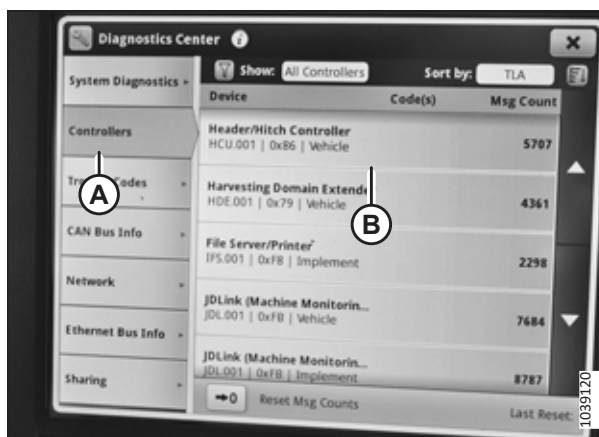 Diagnostics Center
System Diagnostics
Controllers
Codes
CAN Bus Info
Network
Ethernet Bus Info
Sharing
Show: All Controllers
Sort by: TLA
Device Code(s) Msg Count
Header/Hitch Controller
HCU.001 | 0x86 | Vehicle
5707
Harvesting Domain Extende
HDE.001 | 0x79 | Vehicle
4361
File Server/Printer
IFS.001 | 0xF8 | Implement
2298
JDLink (Machine Monitorin...
JDL.001 | 0xFB | Vehicle
7684
JDLink (Machine Monitorin...
JDL.001 | 0xFB | Implement
8787
→0 Reset Msg Counts
Last Reset:
A
B
1039120